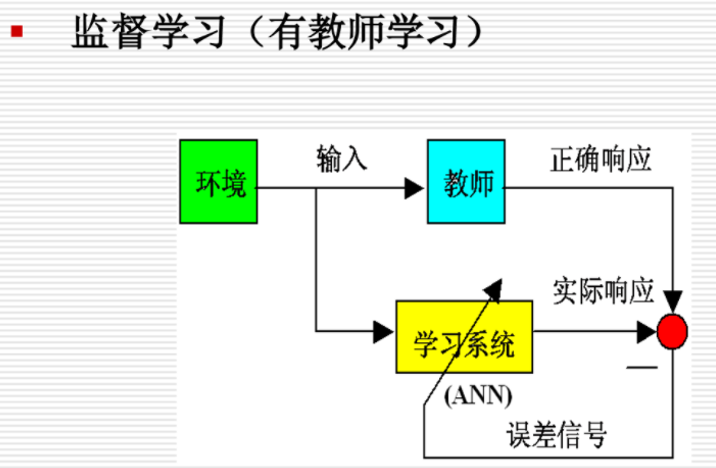 监督学习（有教师学习）
环境
输入
教师
正确响应
实际响应
学习系统
(ANN)
误差信号